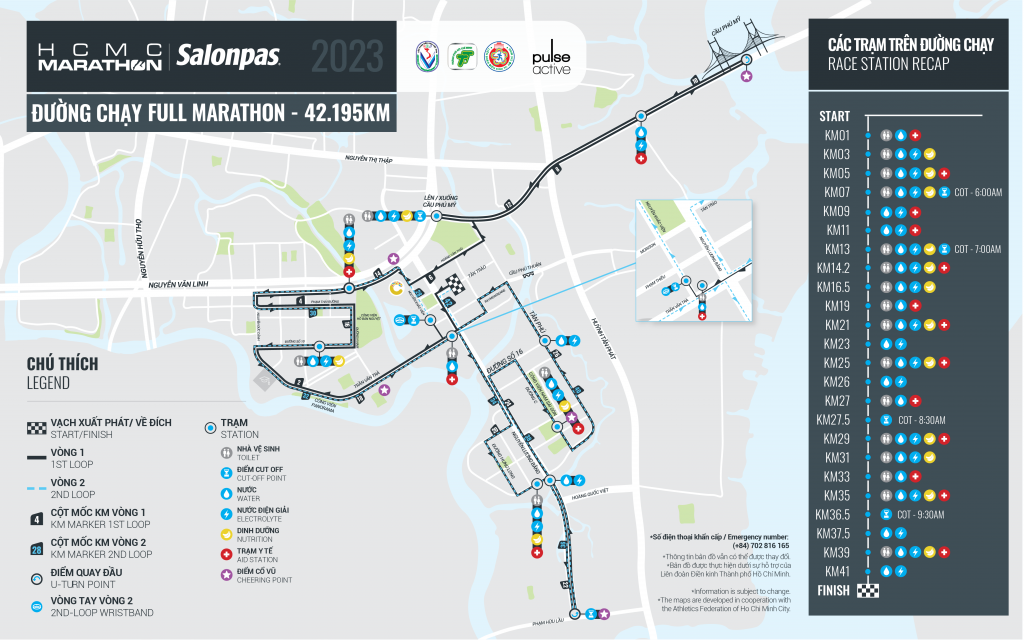 HCMC
MARATHON
Salonpas.
2023
pulse
active
ĐƯỜNG CHẠY FULL MARATHON - 42.195KM
CẦU PHÚ MỸ
NGUYỄN THỊ THẬP
LÊN / XUỐNG
CẦU PHÚ MỸ
NGUYỄN HỮU THỌ
NGUYỄN VĂN LINH
TÂN TRÀO
CẦU PHÚ THUẬN
HUỲNH TẤN PHÁT
TÂN PHÚ
ĐƯỜNG SỐ 16
TRẦN VĂN TRÀ
CÔNG VIÊN
PANORAMA
NGUYỄN LƯƠNG BẰNG
HOÀNG QUỐC VIỆT
PHẠM HỮU LẦU
CHÚ THÍCH
LEGEND
VẠCH XUẤT PHÁT/ VỀ ĐÍCH
START/FINISH
VÒNG 1
1ST LOOP
VÒNG 2
2ND LOOP
4
CỘT MỐC KM VÒNG 1
KM MARKER 1ST LOOP
28
CỘT MỐC KM VÒNG 2
KM MARKER 2ND LOOP
ĐIỂM QUAY ĐẦU
U-TURN POINT
VÒNG TAY VÒNG 2
2ND-LOOP WRISTBAND
TRẠM
STATION
NHÀ VỆ SINH
TOILET
ĐIỂM CUT OFF
CUT-OFF POINT
NƯỚC
WATER
NƯỚC ĐIỆN GIẢI
ELECTROLYTE
DINH DƯỠNG
NUTRITION
TRẠM Y TẾ
AID STATION
ĐIỂM CỔ VŨ
CHEERING POINT
•Số điện thoại khẩn cấp / Emergency number:
(+84) 702 816 165
•Thông tin bản đồ vẫn có thể được thay đổi.
•Bản đồ được thực hiện dưới sự hỗ trợ của
Liên đoàn Điền kinh Thành phố Hồ Chí Minh.
•Information is subject to change.
•The maps are developed in cooperation with
the Athletics Federation of Ho Chi Minh City.
CÁC TRẠM TRÊN ĐƯỜNG CHẠY
RACE STATION RECAP
START
KM01
KM03
KM05
KM07 COT - 6:00AM
KM09
KM11
KM13 COT - 7:00AM
KM14.2
KM16.5
KM19
KM21
KM23
KM25
KM26
KM27
KM27.5 COT - 8:30AM
KM29
KM31
KM33
KM35
KM36.5 COT - 9:30AM
KM37.5
KM39
KM41
FINISH